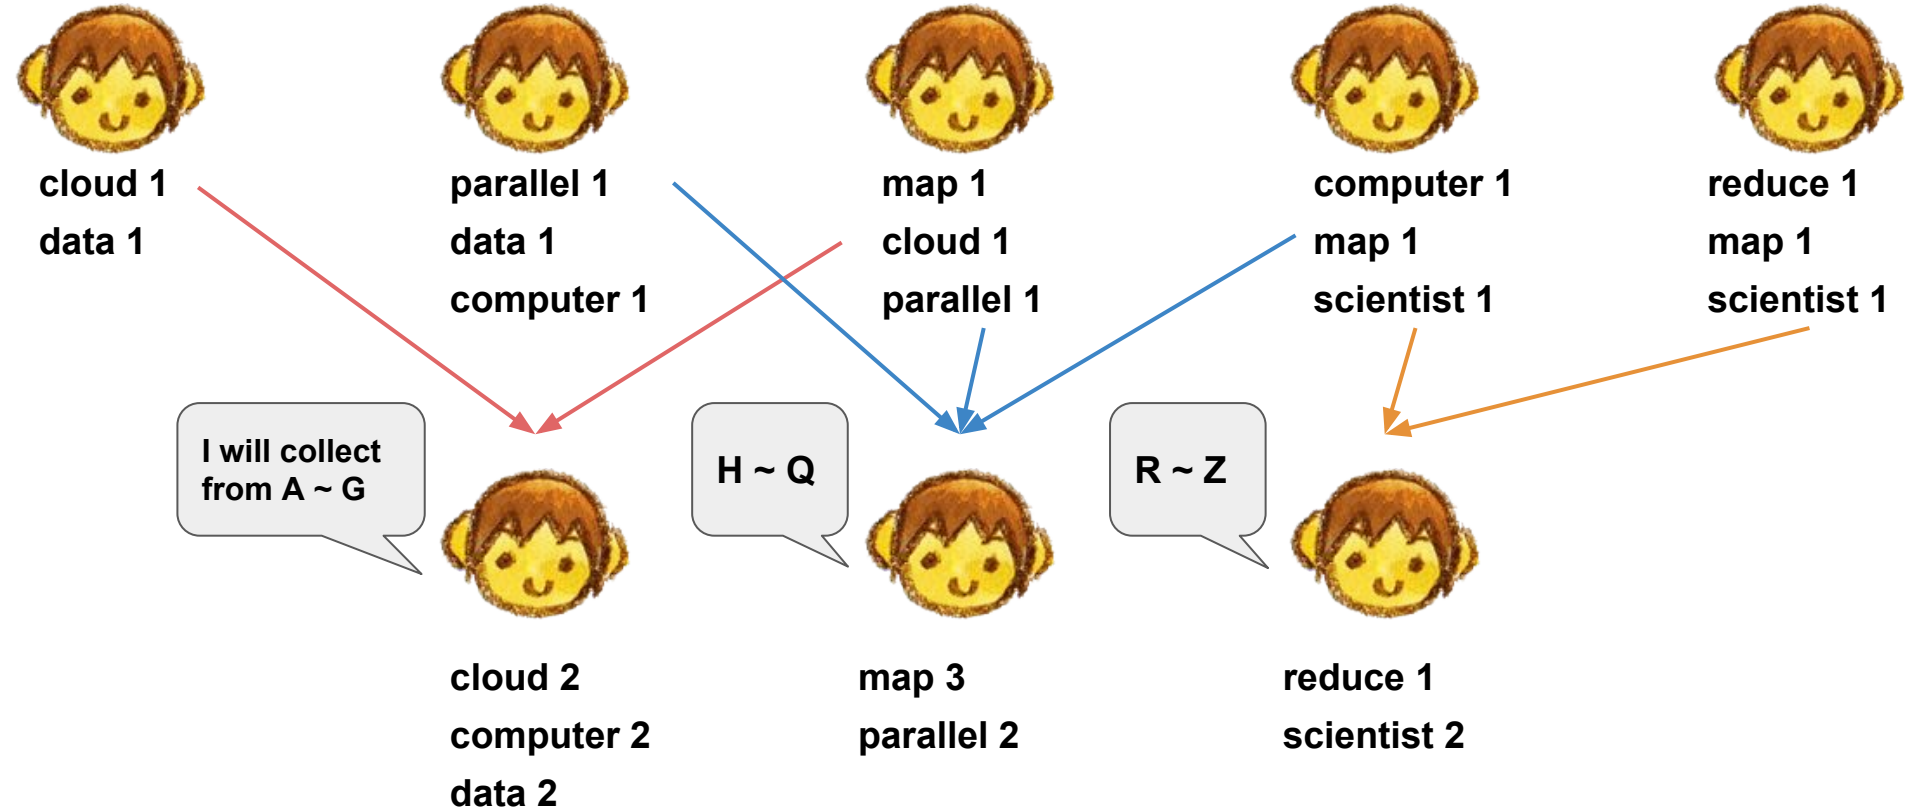 cloud 1
data 1
parallel 1
data 1
computer 1
map 1
cloud 1
parallel 1
computer 1
map 1
scientist 1
reduce 1
map 1
scientist 1
I will collect
from A ~ G
H ~ Q
R ~ Z
cloud 2
computer 2
data 2
map 3
parallel 2
reduce 1
scientist 2